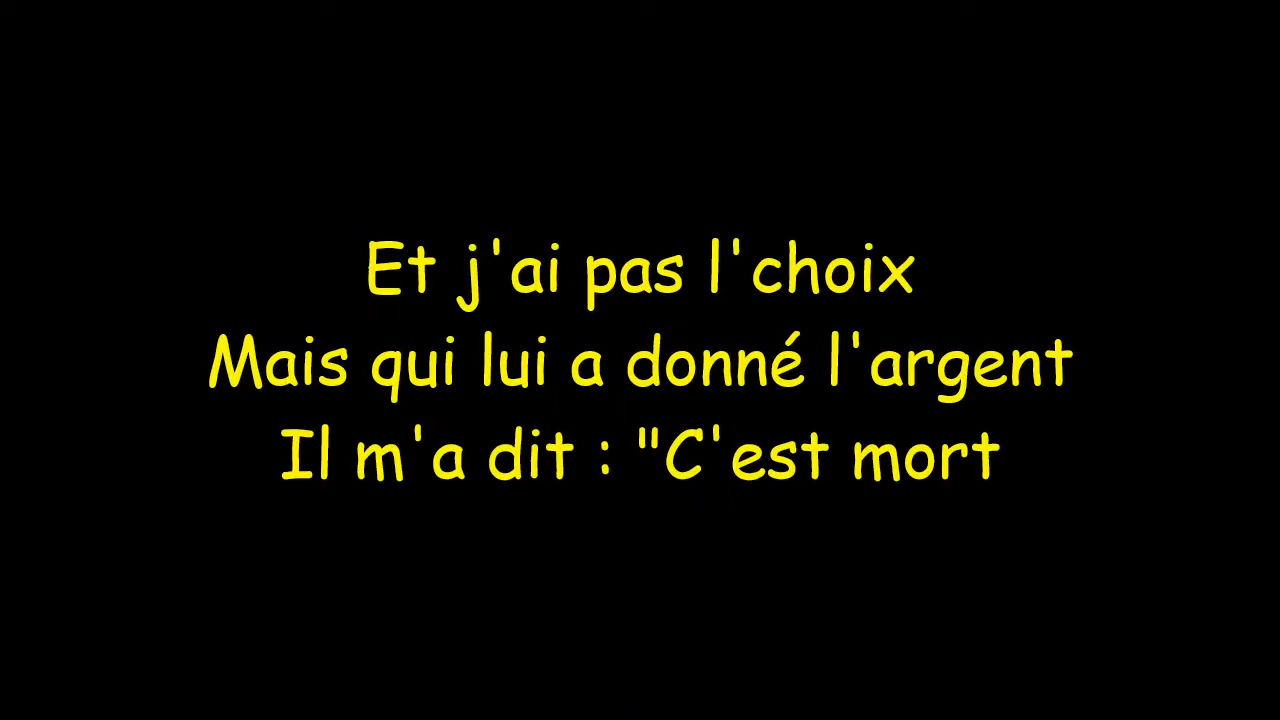 Et j'ai pas l'choix
Mais qui lui a donné l'argent
Il m'a dit : "C'est mort